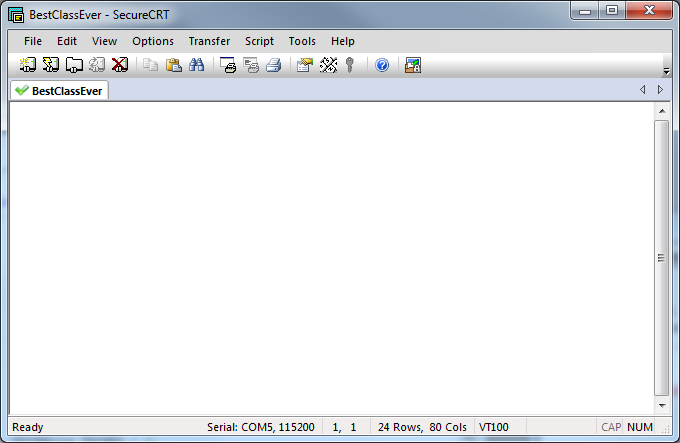 BestClassEver - SecureCRT
File Edit View Options Transfer Script Tools Help
BestClassEver
Ready Serial: COM5, 115200 1, 1 24 Rows, 80 Cols VT100 CAP NUM